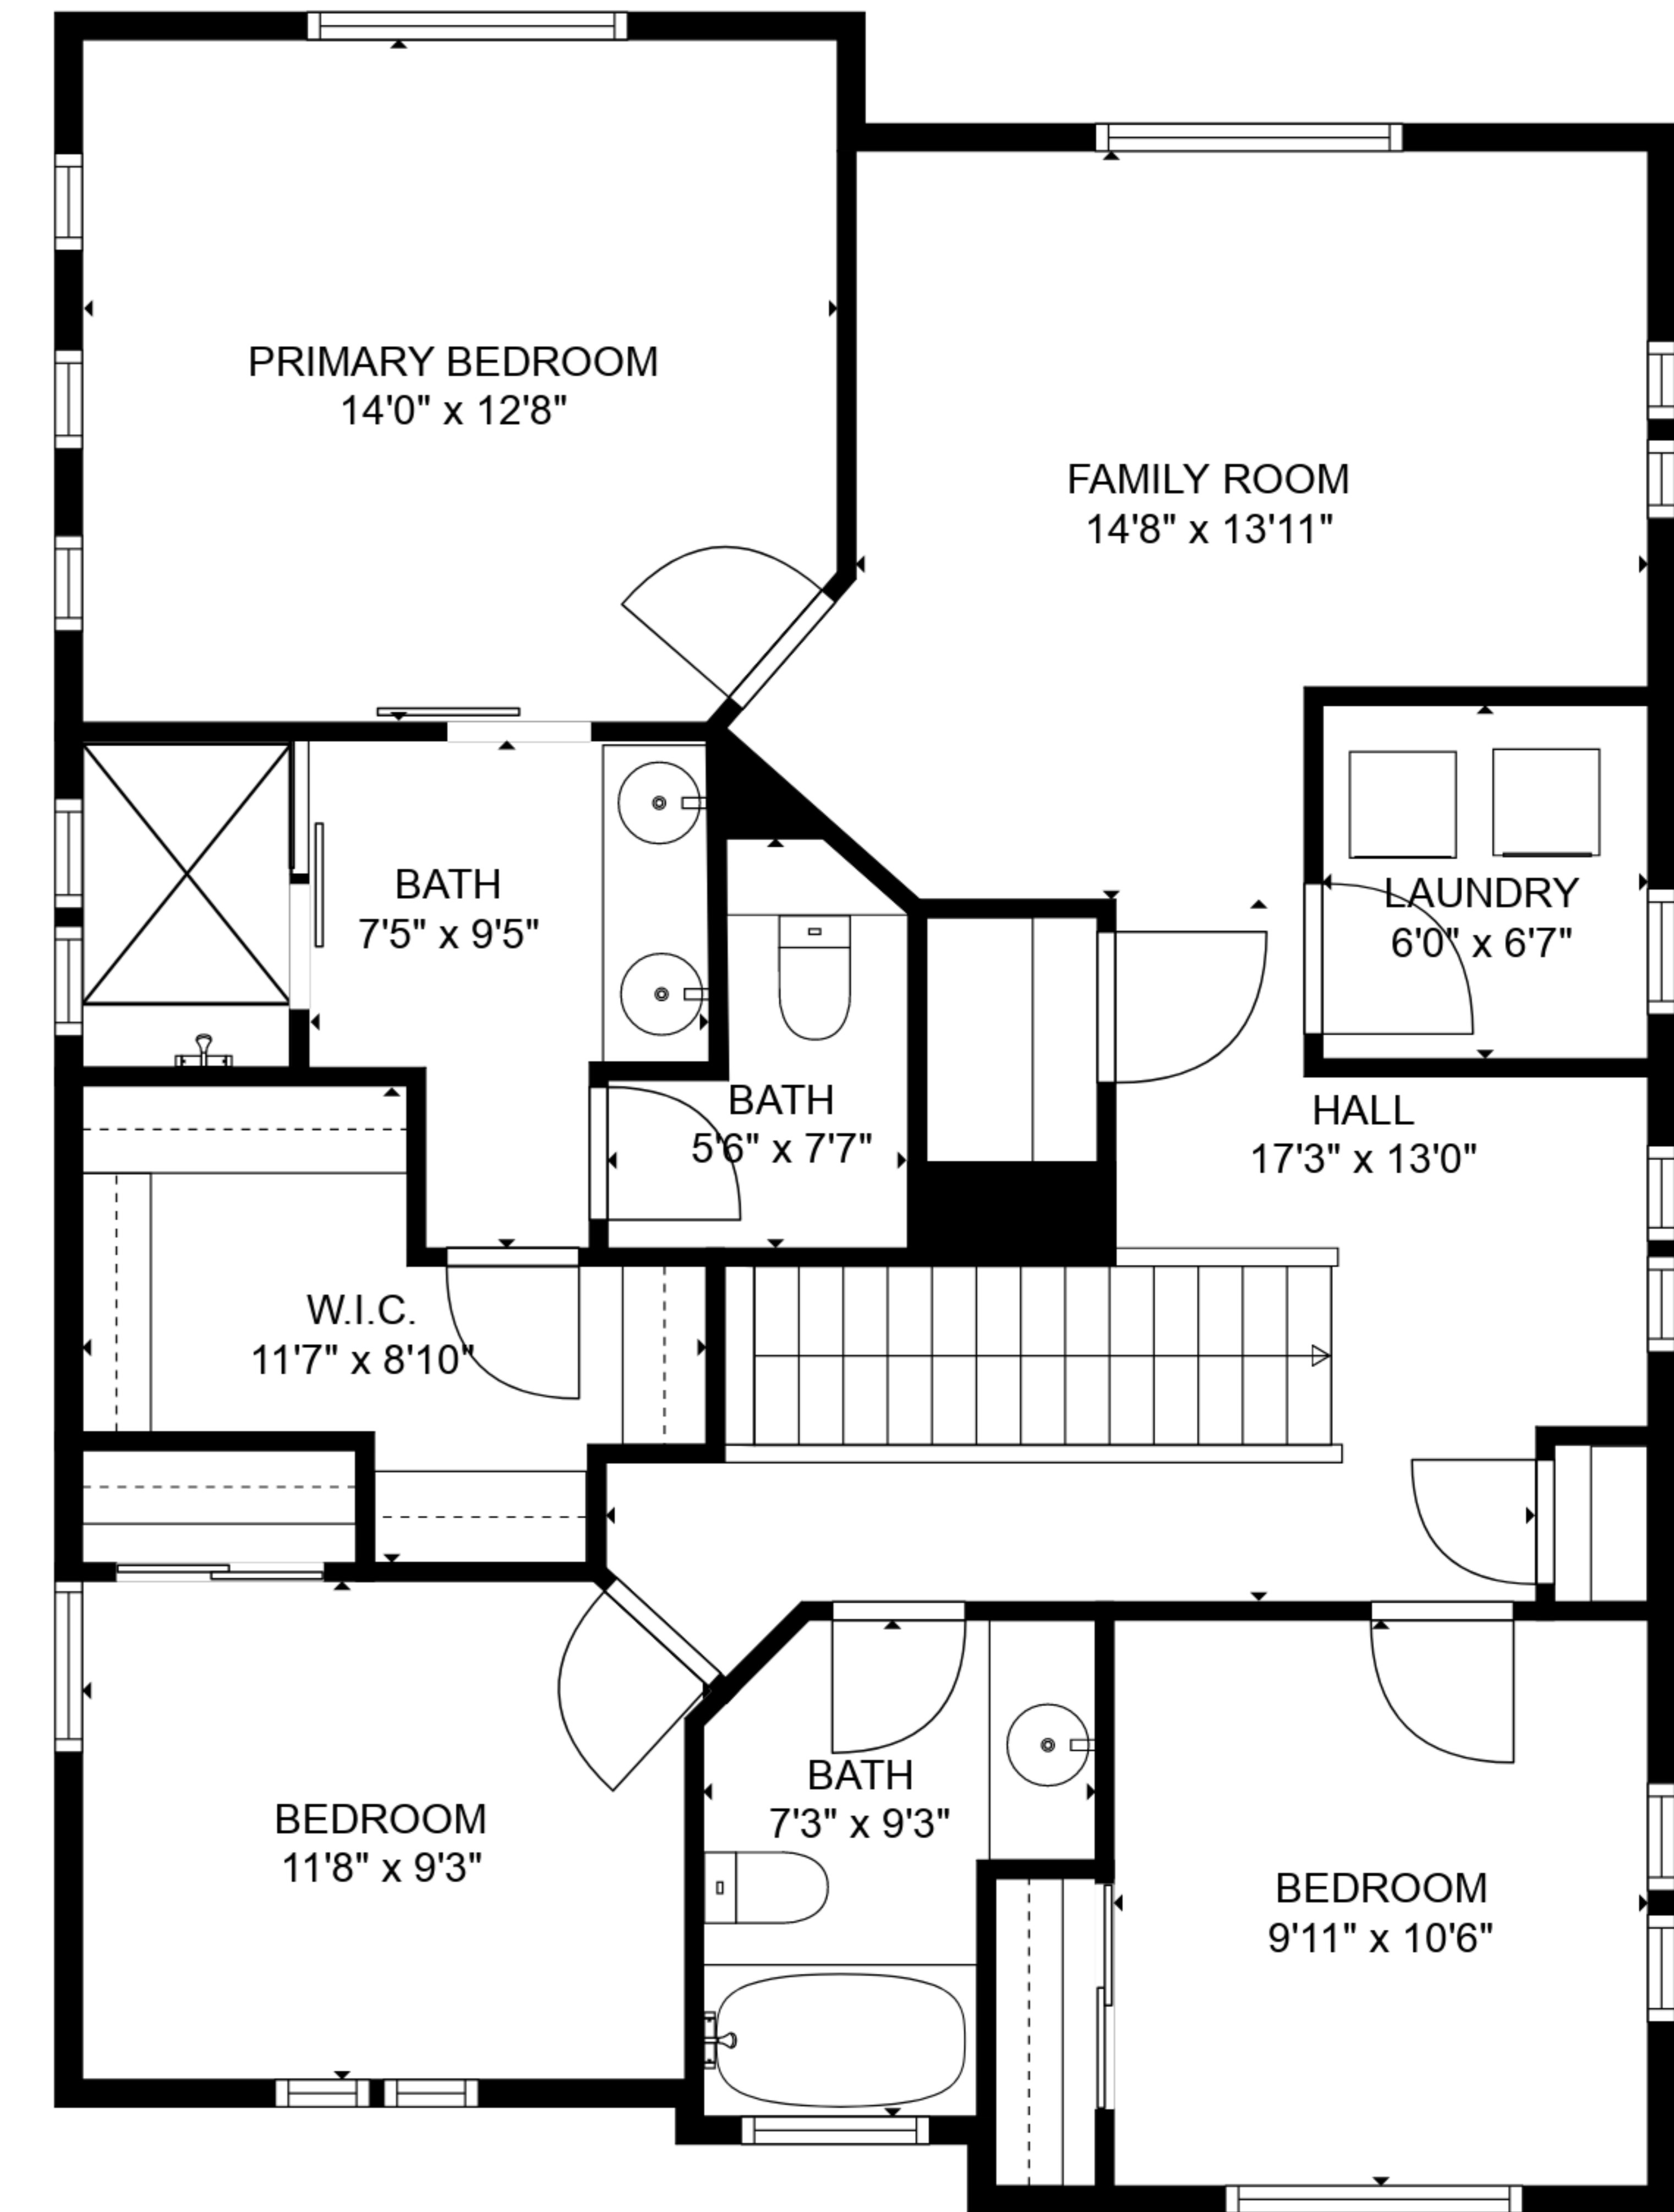 PRIMARY BEDROOM
14'0" x 12'8"
FAMILY ROOM
14'8" x 13'11"
BATH
7'5" x 9'5"
LAUNDRY
6'0" x 6'7"
BATH
5'6" x 7'7"
HALL
17'3" x 13'0"
W.I.C.
11'7" x 8'10"
BATH
7'3" x 9'3"
BEDROOM
11'8" x 9'3"
BEDROOM
9'11" x 10'6"